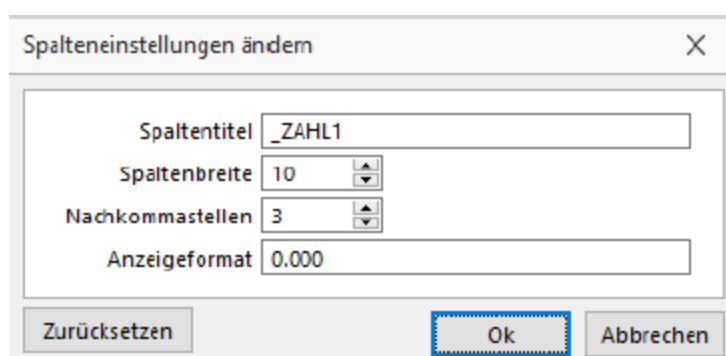 Spalteneinstellungen ändern
Spaltentitel _ZAHL1
Spaltenbreite 10
Nachkommastellen 3
Anzeigeformat 0.000
Zurücksetzen Ok Abbrechen